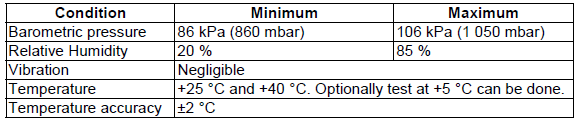 Condition Minimum Maximum
Barometric pressure 86 kPa (860 mbar) 106 kPa (1 050 mbar)
Relative Humidity 20 % 85 %
Vibration Negligible
Temperature +25 °C and +40 °C. Optionally test at +5 °C can be done.
Temperature accuracy ±2 °C